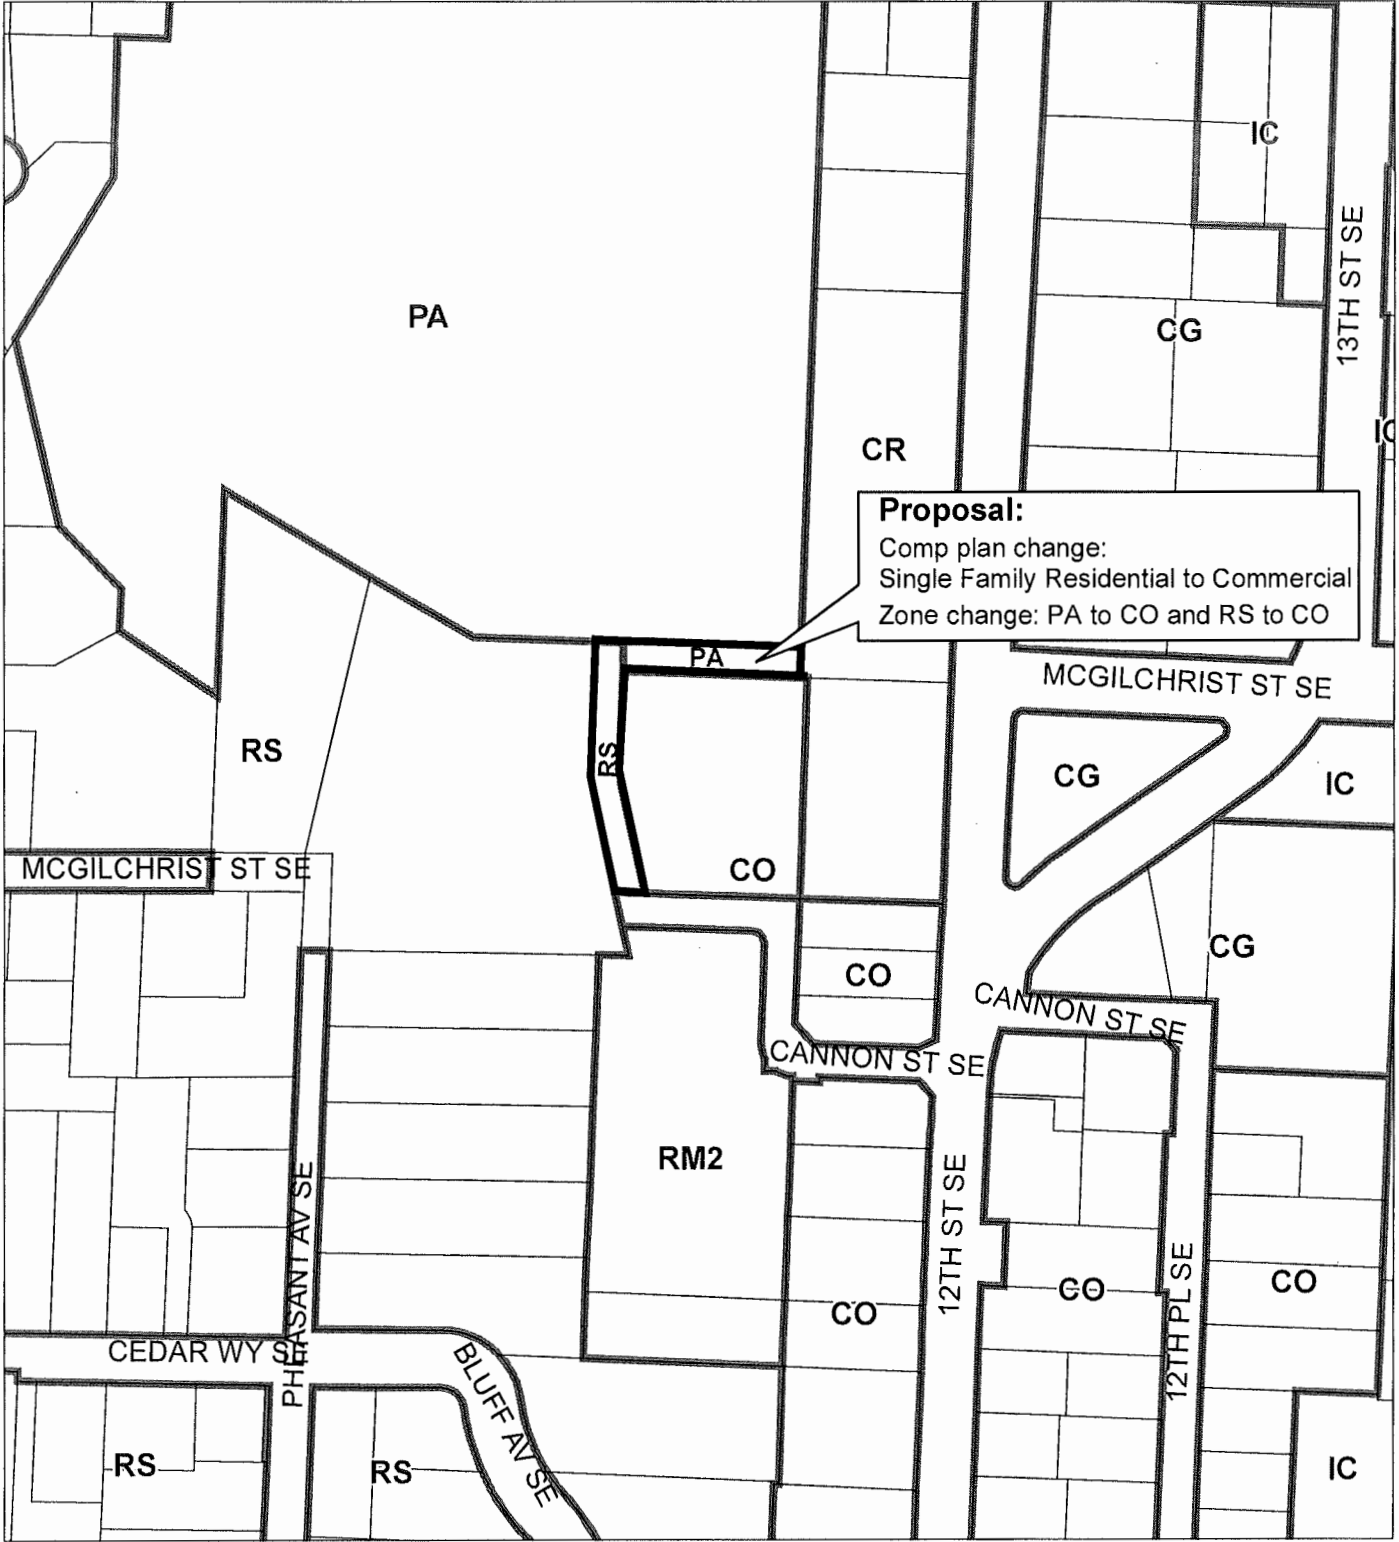 IC
13TH ST SE
PA
CG
IC
CR
Proposal:
Comp plan change:
Single Family Residential to Commercial
Zone change: PA to CO and RS to CO
PA
MCGILCHRIST ST SE
RS
RS
CG
IC
MCGILCHRIST ST SE
CO
CG
CO
CANNON ST SE
CANNON ST SE
RM2
12TH ST SE
PHEASANT AV SE
CO
CO
12TH PL SE
CO
CEDAR WY SE
BLUFF AV SE
RS
RS
IC